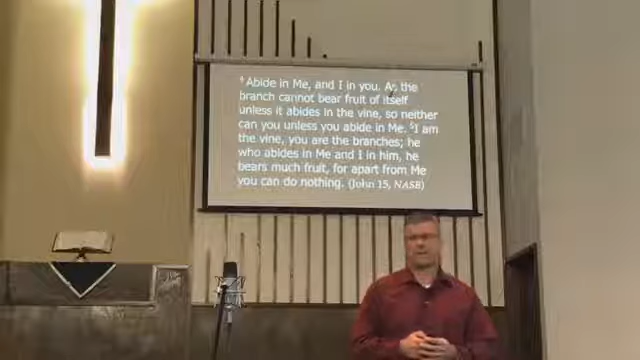 ⁴ Abide in Me, and I in you. As the
branch cannot bear fruit of itself
unless it abides in the vine, so neither
can you unless you abide in Me. ⁵I am
the vine, you are the branches; he
who abides in Me and I in him, he
bears much fruit, for apart from Me
you can do nothing. (John 15, NASB)